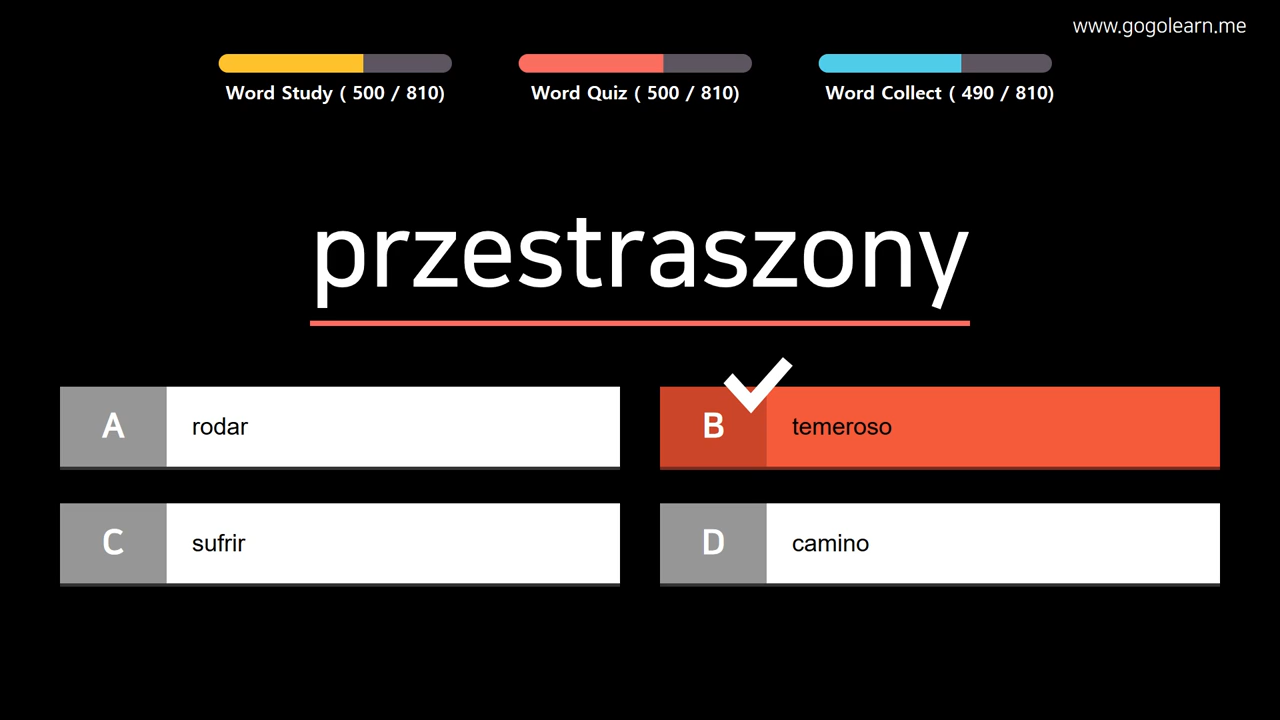 www.gogolearn.me
Word Study ( 500 / 810)
Word Quiz ( 500 / 810)
Word Collect ( 490 / 810)
przestraszony
A
rodar
B
temeroso
C
sufrir
D
camino